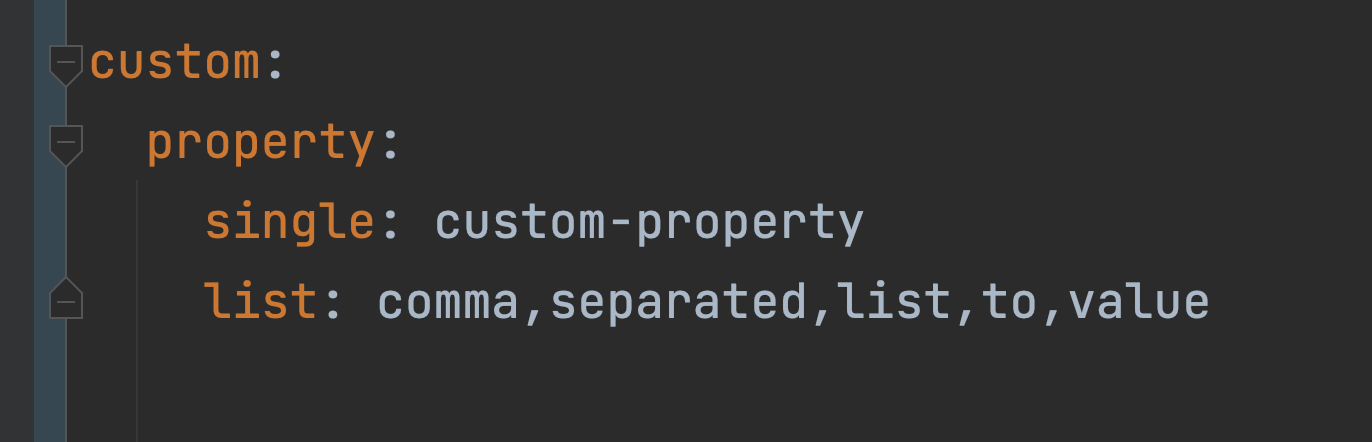 custom:
  property:
    single: custom-property
    list: comma,separated,list,to,value